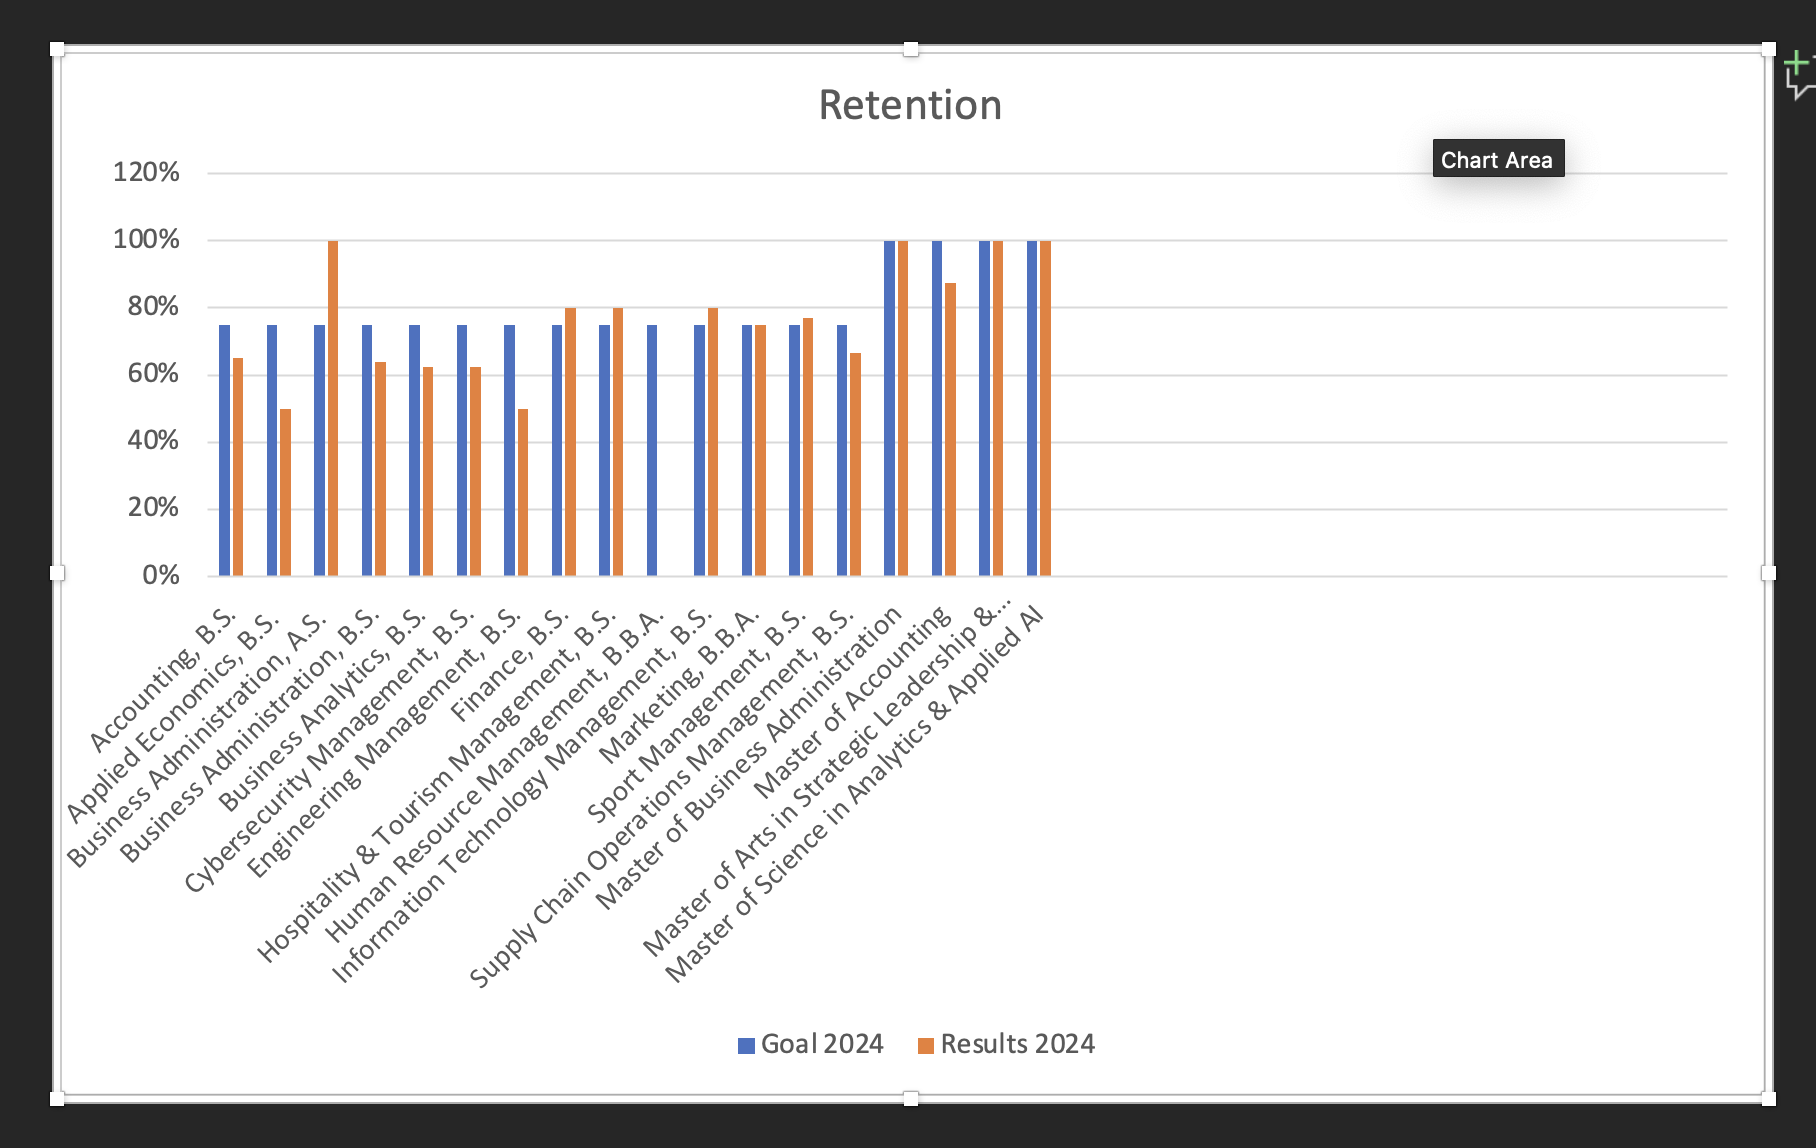 Retention
Chart Area
120%
100%
80%
60%
40%
20%
0%
Accounting, B.S.
Applied Economics, B.S.
Business Administration, A.S.
Business Administration, B.S.
Business Analytics, B.S.
Cybersecurity Management, B.S.
Engineering Management, B.S.
Finance, B.S.
Hospitality & Tourism Management, B.S.
Human Resource Management, B.B.A.
Information Technology Management, B.S.
Marketing, B.B.A.
Sport Management, B.S.
Supply Chain Operations Management, B.S.
Master of Business Administration
Master of Accounting
Master of Arts in Strategic Leadership &...
Master of Science in Analytics & Applied AI
Goal 2024
Results 2024